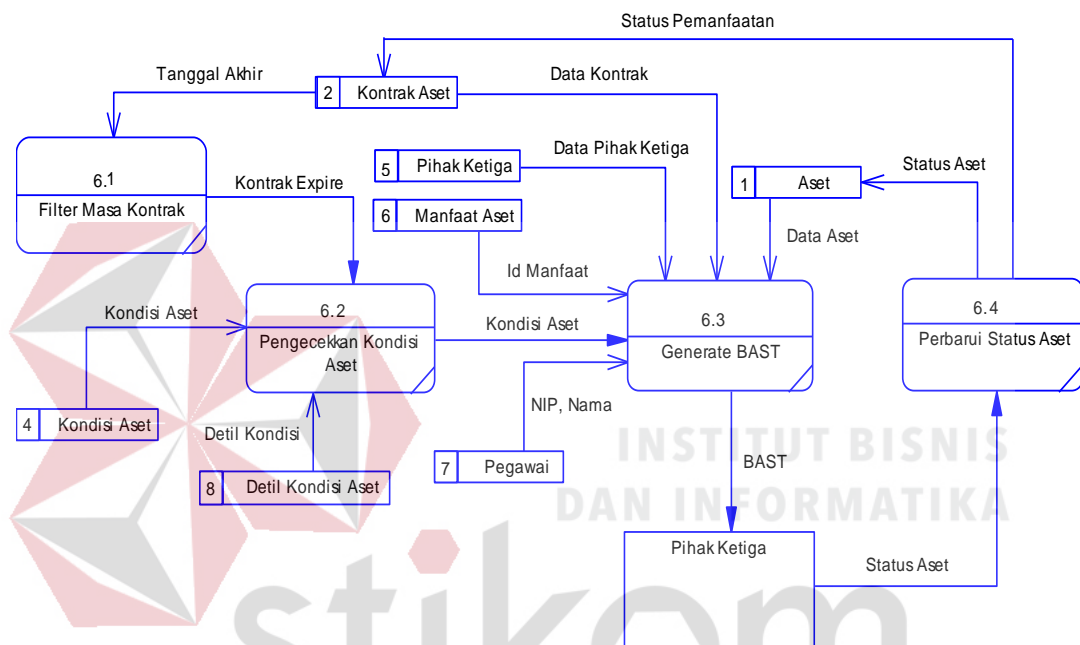 Status Pemanfaatan
Tanggal Akhir
Data Kontrak
2 Kontrak Aset
5 Pihak Ketiga
Data Pihak Ketiga
Status Aset
1 Aset
6.1
Filter Masa Kontrak
Kontrak Expire
6 Manfaat Aset
Data Aset
Id Manfaat
Kondisi Aset
6.2
Pengecekkan Kondisi
Aset
Kondisi Aset
6.3
Generate BAST
6.4
Perbarui Status Aset
NIP, Nama
4 Kondisi Aset
Detil Kondisi
7 Pegawai
BAST
8 Detil Kondisi Aset
INSTITUT BISNIS
DAN INFORMATIKA
Pihak Ketiga
Status Aset
stikom